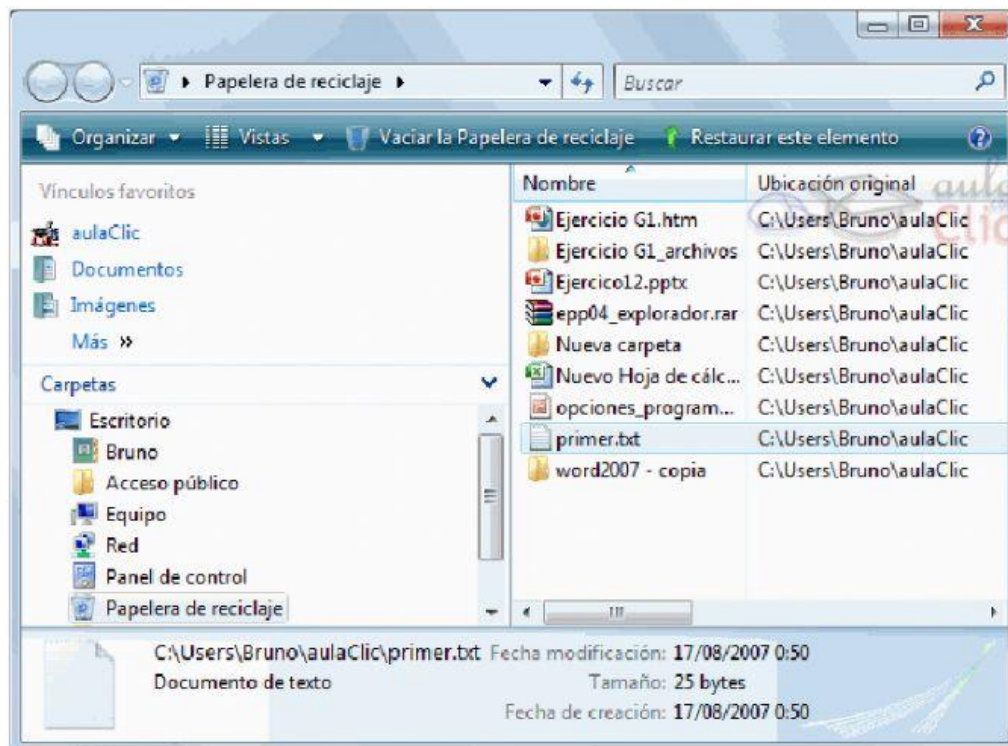 Papelera de reciclaje
Buscar
Organizar Vistas Vaciar la Papelera de reciclaje Restaurar este elemento
Vínculos favoritos
aulaClic
Documentos
Imágenes
Más »
Carpetas
Escritorio
Bruno
Acceso público
Equipo
Red
Panel de control
Papelera de reciclaje
Nombre Ubicación original
Ejercicio G1.htm C:\Users\Bruno\aulaClic
Ejercicio G1_archivos C:\Users\Bruno\aulaClic
Ejercico12.pptx C:\Users\Bruno\aulaClic
epp04_explorador.rar C:\Users\Bruno\aulaClic
Nueva carpeta C:\Users\Bruno\aulaClic
Nuevo Hoja de cálc... C:\Users\Bruno\aulaClic
opciones_program... C:\Users\Bruno\aulaClic
primer.txt C:\Users\Bruno\aulaClic
word2007 - copia C:\Users\Bruno\aulaClic
aula
Clic
C:\Users\Bruno\aulaClic\primer.txt Fecha modificación: 17/08/2007 0:50
Documento de texto Tamaño: 25 bytes
Fecha de creación: 17/08/2007 0:50